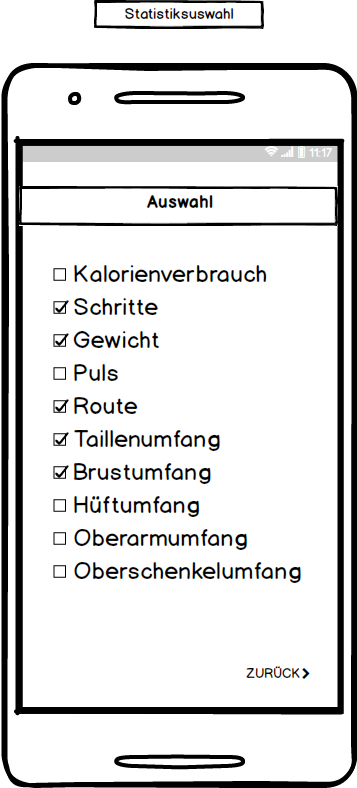 Statistiksuswahl
11:17
Auswahl
Kalorienverbrauch
Schritte
Gewicht
Puls
Route
Taillenumfang
Brustumfang
Hüftumfang
Oberarmumfang
Oberschenkelumfang
ZURÜCK